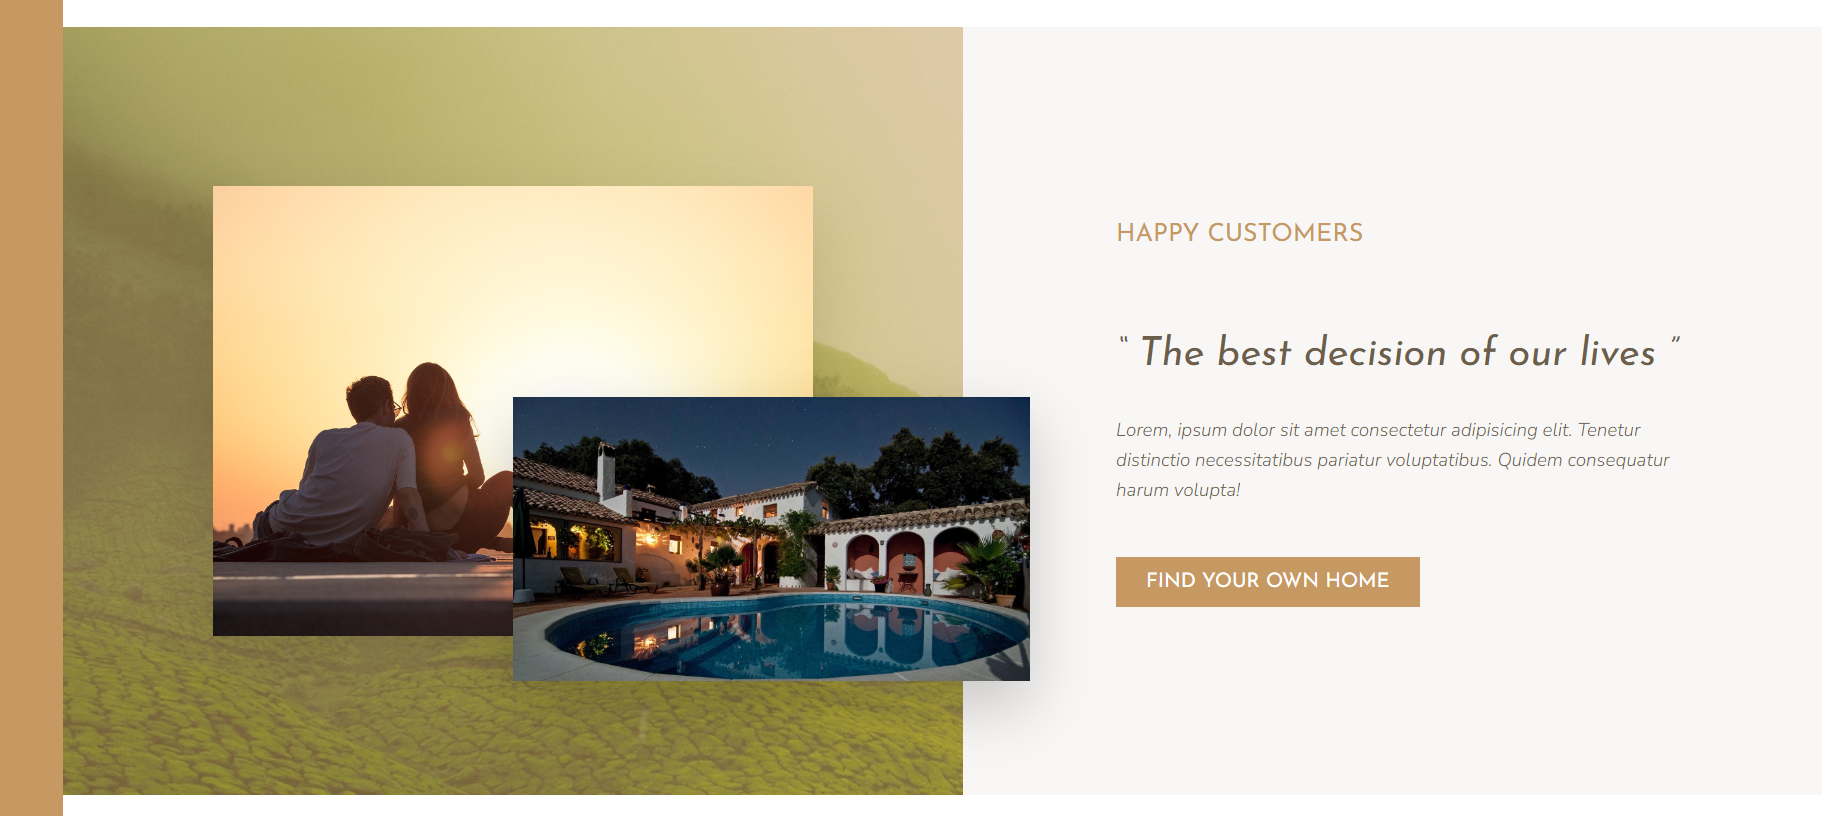 HAPPY CUSTOMERS
“ The best decision of our lives ”
Lorem, ipsum dolor sit amet consectetur adipisicing elit. Tenetur
distinctio necessitatibus pariatur voluptatibus. Quidem consequatur
harum volupta!
FIND YOUR OWN HOME